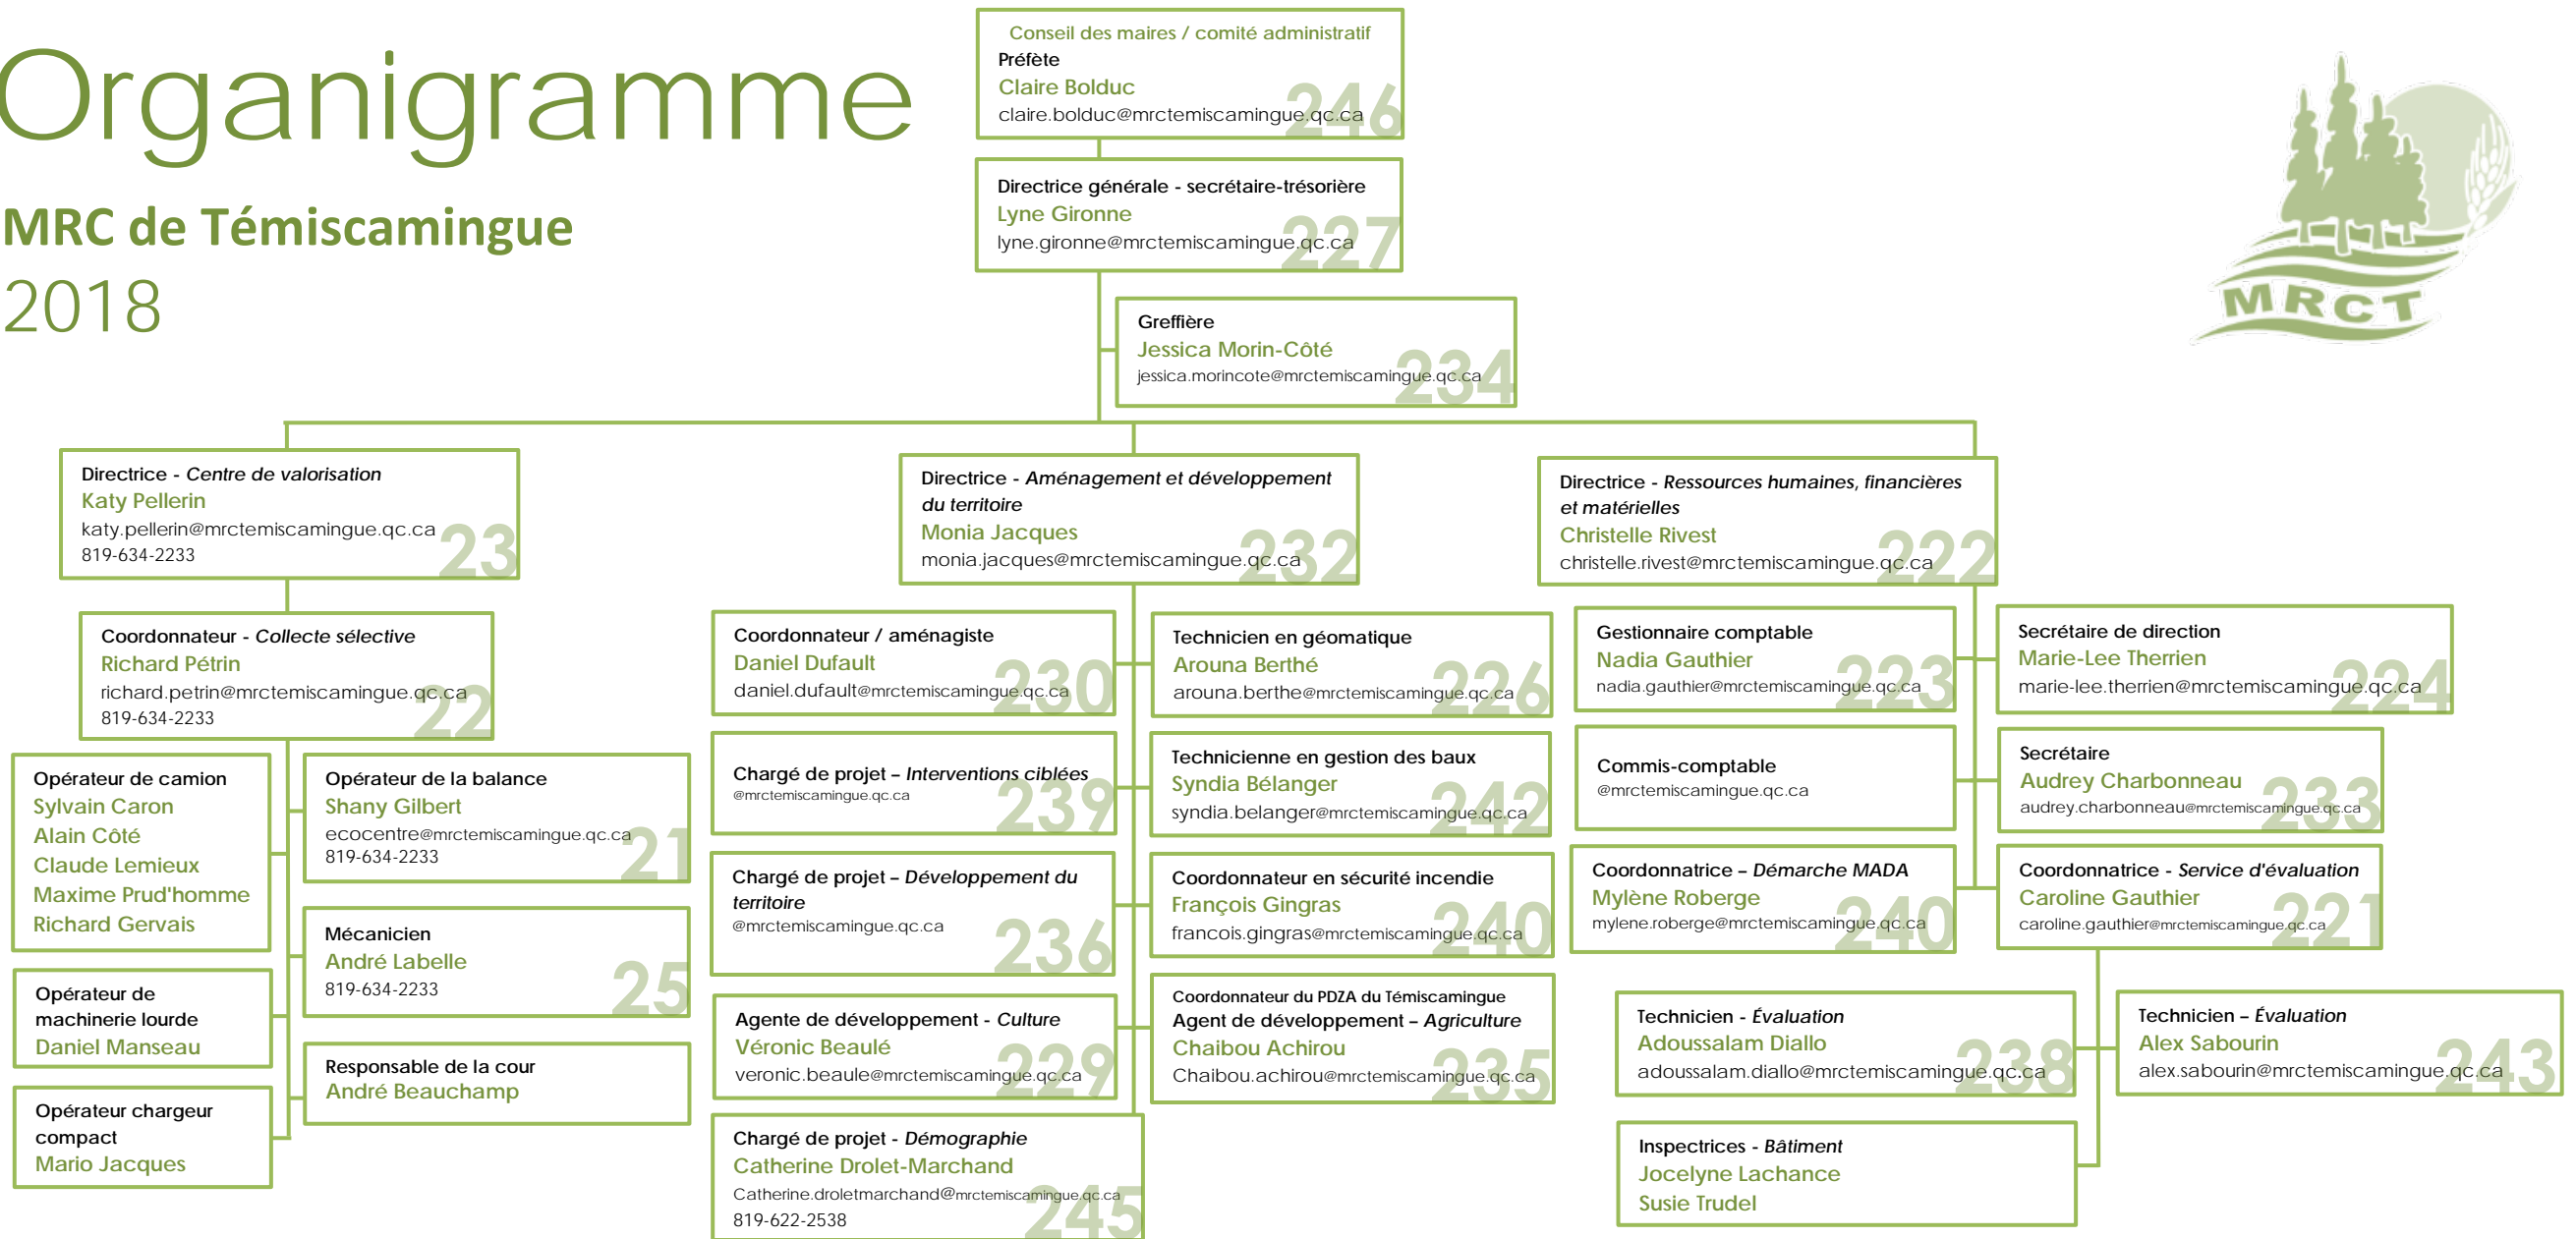 Organigramme
MRC de Témiscamingue
2018
Conseil des maires / comité administratif
Préfète
Claire Bolduc
claire.bolduc@mrctemiscamingue.qc.ca
246
Directrice générale - secrétaire-trésorière
Lyne Gironne
lyne.gironne@mrctemiscamingue.qc.ca
227
Greffière
Jessica Morin-Côté
jessica.morincote@mrctemiscamingue.qc.ca
234
MRCT
Directrice - Centre de valorisation
Katy Pellerin
katy.pellerin@mrctemiscamingue.qc.ca
819-634-2233
23
Coordonnateur - Collecte sélective
Richard Pétrin
richard.petrin@mrctemiscamingue.qc.ca
819-634-2233
22
Opérateur de camion
Sylvain Caron
Alain Côté
Claude Lemieux
Maxime Prud'homme
Richard Gervais
Opérateur de la balance
Shany Gilbert
ecocentre@mrctemiscamingue.qc.ca
819-634-2233
21
Mécanicien
André Labelle
819-634-2233
25
Opérateur de
machinerie lourde
Daniel Manseau
Responsable de la cour
André Beauchamp
Opérateur chargeur
compact
Mario Jacques
Directrice - Aménagement et développement
du territoire
Monia Jacques
monia.jacques@mrctemiscamingue.qc.ca
232
Coordonnateur / aménagiste
Daniel Dufault
daniel.dufault@mrctemiscamingue.qc.ca
230
Technicien en géomatique
Arouna Berthé
arouna.berthe@mrctemiscamingue.qc.ca
226
Chargé de projet – Interventions ciblées
@mrctemiscamingue.qc.ca
239
Technicienne en gestion des baux
Syndia Bélanger
syndia.belanger@mrctemiscamingue.qc.ca
242
Chargé de projet – Développement du
territoire
@mrctemiscamingue.qc.ca
236
Coordonnateur en sécurité incendie
François Gingras
francois.gingras@mrctemiscamingue.qc.ca
240
Agente de développement - Culture
Véronic Beaulé
veronic.beaule@mrctemiscamingue.qc.ca
229
Coordonnateur du PDZA du Témiscamingue
Agent de développement – Agriculture
Chaibou Achirou
Chaibou.achirou@mrctemiscamingue.qc.ca
235
Chargé de projet - Démographie
Catherine Drolet-Marchand
Catherine.droletmarchand@mrctemiscamingue.qc.ca
819-622-2538
245
Directrice - Ressources humaines, financières
et matérielles
Christelle Rivest
christelle.rivest@mrctemiscamingue.qc.ca
222
Gestionnaire comptable
Nadia Gauthier
nadia.gauthier@mrctemiscamingue.qc.ca
223
Secrétaire de direction
Marie-Lee Therrien
marie-lee.therrien@mrctemiscamingue.qc.ca
224
Commis-comptable
@mrctemiscamingue.qc.ca
Secrétaire
Audrey Charbonneau
audrey.charbonneau@mrctemiscamingue.qc.ca
233
Coordonnatrice – Démarche MADA
Mylène Roberge
mylene.roberge@mrctemiscamingue.qc.ca
240
Coordonnatrice - Service d'évaluation
Caroline Gauthier
caroline.gauthier@mrctemiscamingue.qc.ca
221
Technicien - Évaluation
Adoussalam Diallo
adoussalam.diallo@mrctemiscamingue.qc.ca
238
Technicien – Évaluation
Alex Sabourin
alex.sabourin@mrctemiscamingue.qc.ca
243
Inspectrices - Bâtiment
Jocelyne Lachance
Susie Trudel